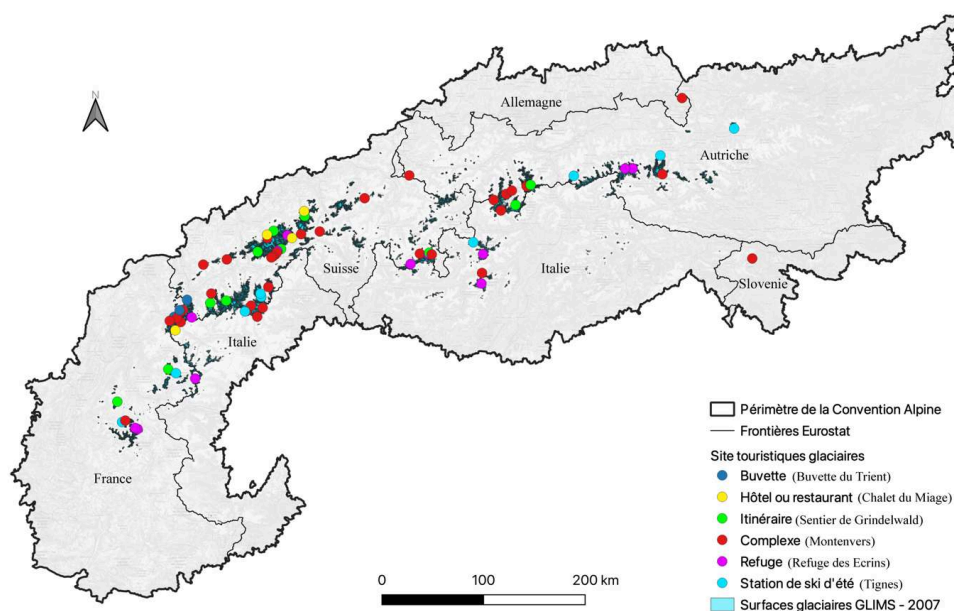 N
Allemagne
Autriche
Suisse
Italie
Slovenie
Italie
France
Périmètre de la Convention Alpine
Frontières Eurostat
Site touristiques glaciaires
Buvette (Buvette du Trient)
Hôtel ou restaurant (Chalet du Miage)
Itinéraire (Sentier de Grindelwald)
Complexe (Montenvers)
Refuge (Refuge des Ecrins)
Station de ski d'été (Tignes)
Surfaces glaciaires GLIMS - 2007
0 100 200 km